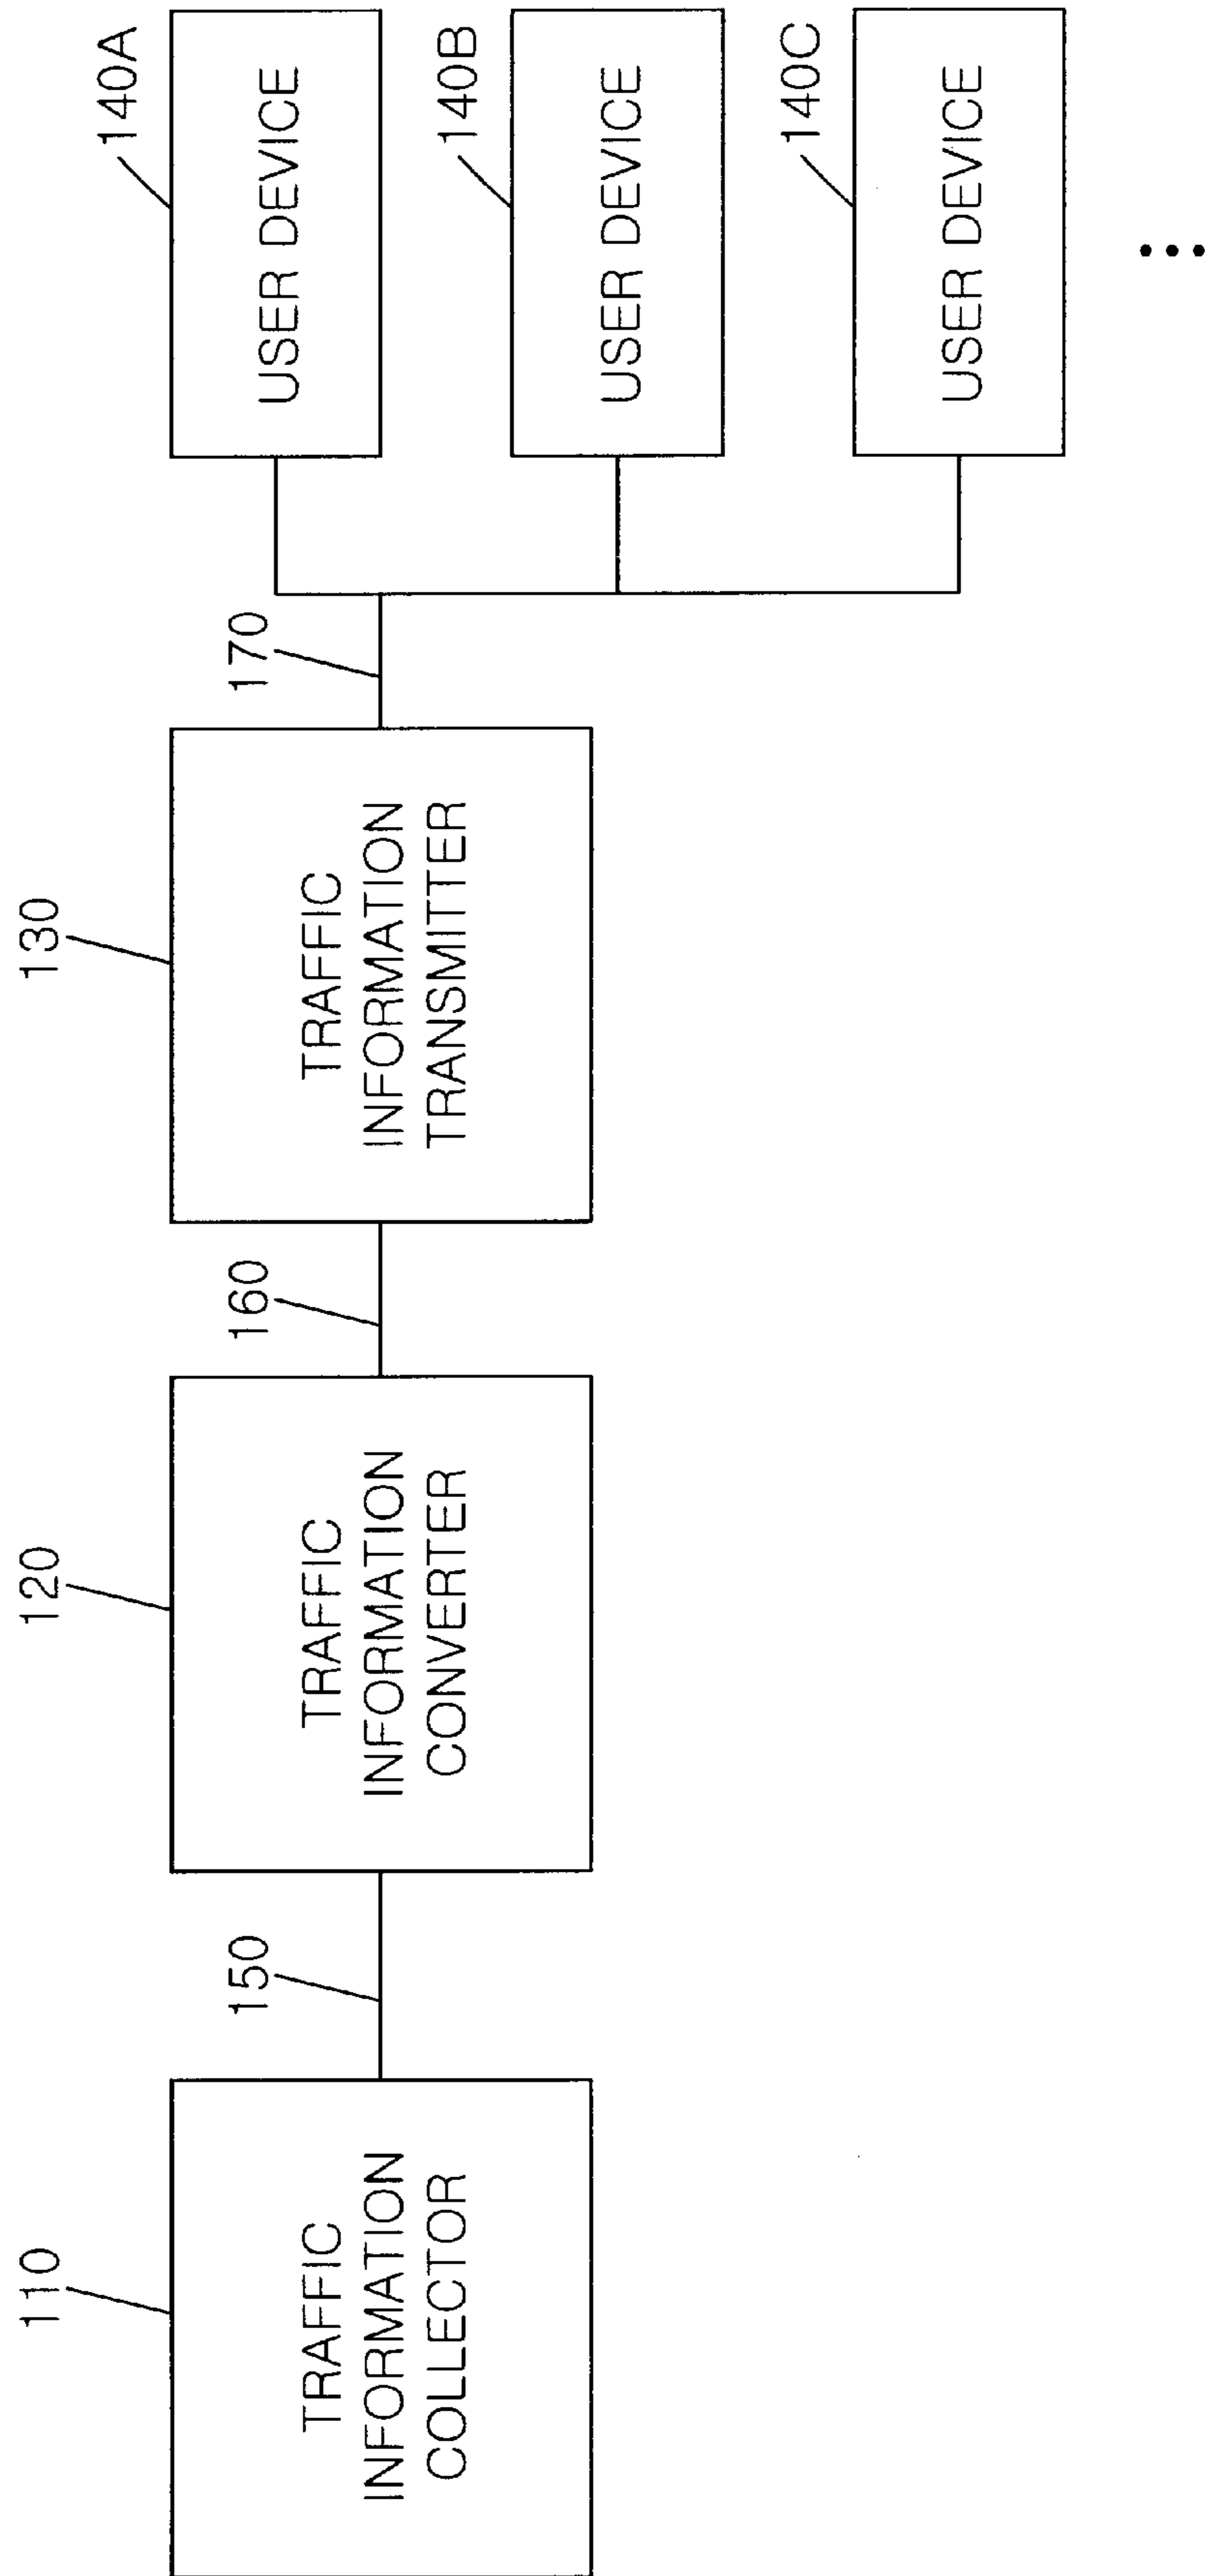 110
TRAFFIC
INFORMATION
COLLECTOR
150
120
TRAFFIC
INFORMATION
CONVERTER
160
130
TRAFFIC
INFORMATION
TRANSMITTER
170
140A
USER DEVICE
140B
USER DEVICE
140C
USER DEVICE
...